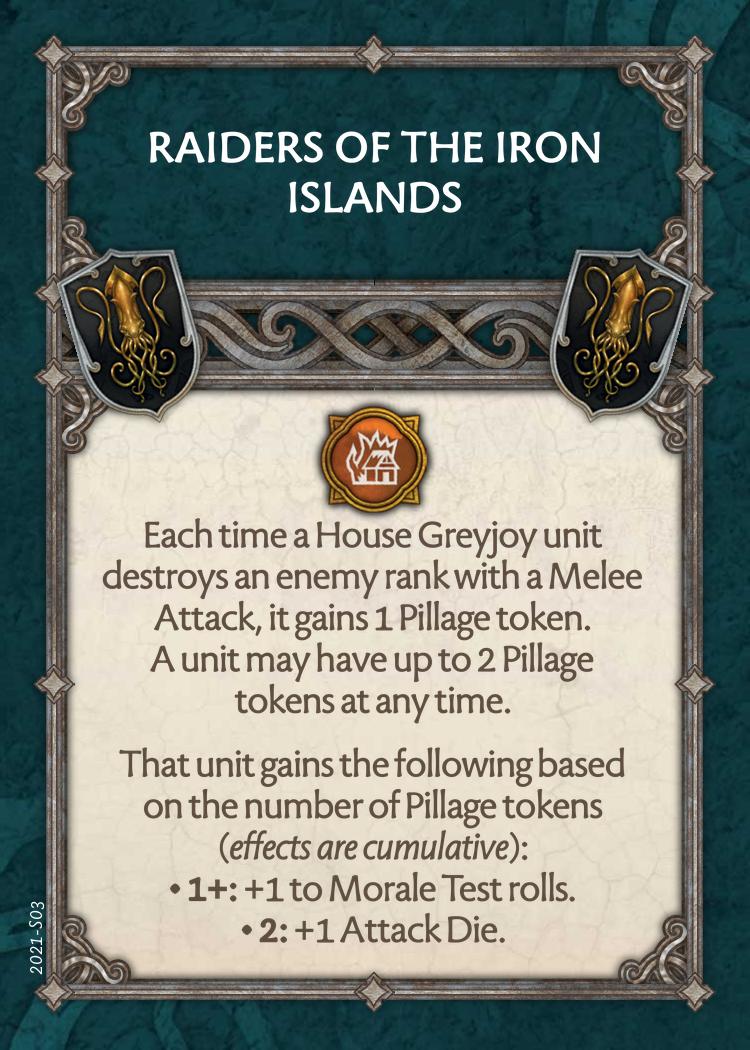 RAIDERS OF THE IRON
ISLANDS
Each time a House Greyjoy unit
destroys an enemy rank with a Melee
Attack, it gains 1 Pillage token.
A unit may have up to 2 Pillage
tokens at any time.
That unit gains the following based
on the number of Pillage tokens
(effects are cumulative):
• 1+: +1 to Morale Test rolls.
• 2: +1 Attack Die.
2021-S03